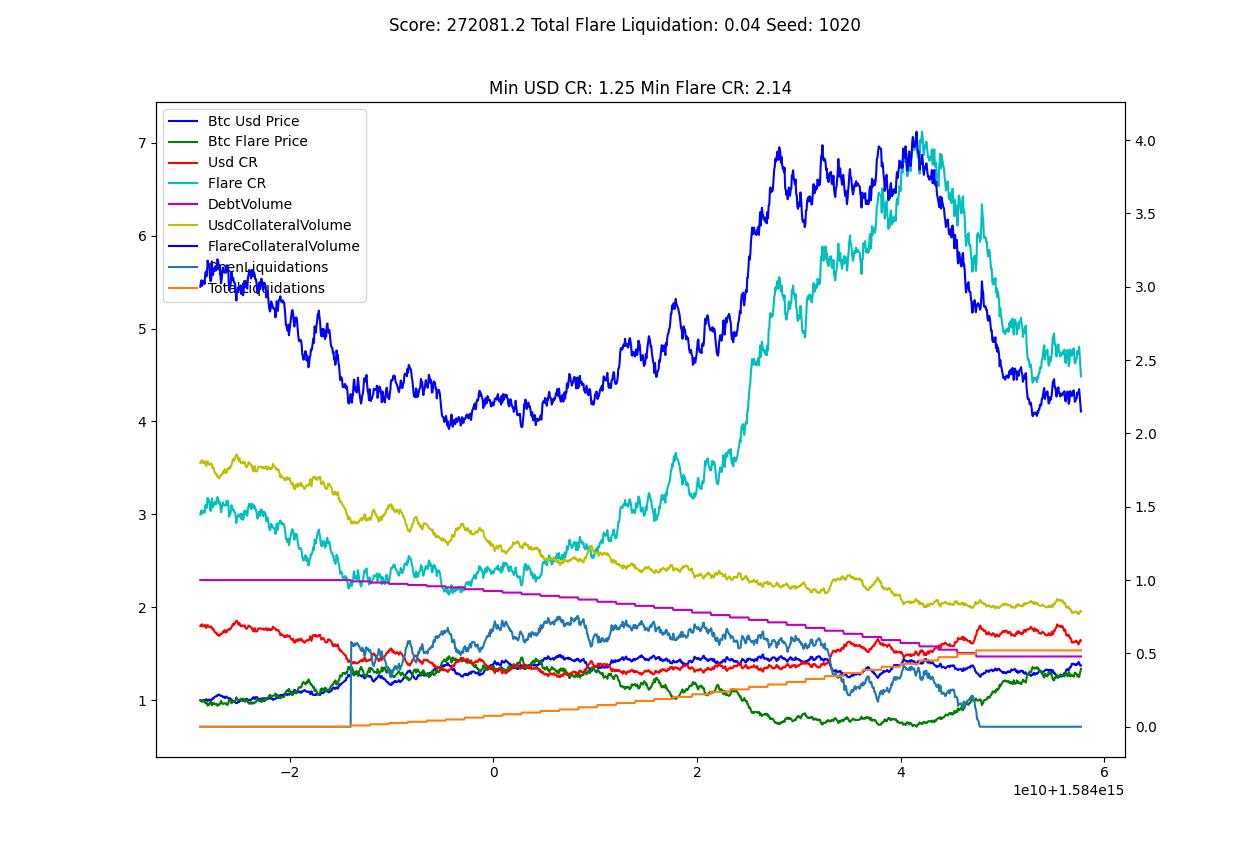 Score: 272081.2 Total Flare Liquidation: 0.04 Seed: 1020
Min USD CR: 1.25 Min Flare CR: 2.14
Btc Usd Price
Btc Flare Price
Usd CR
Flare CR
DebtVolume
UsdCollateralVolume
FlareCollateralVolume
OpenLiquidations
TotalLiquidations
7
6
5
4
3
2
1
4.0
3.5
3.0
2.5
2.0
1.5
1.0
0.5
0.0
−2
0
2
4
6
1e10+1.584e15